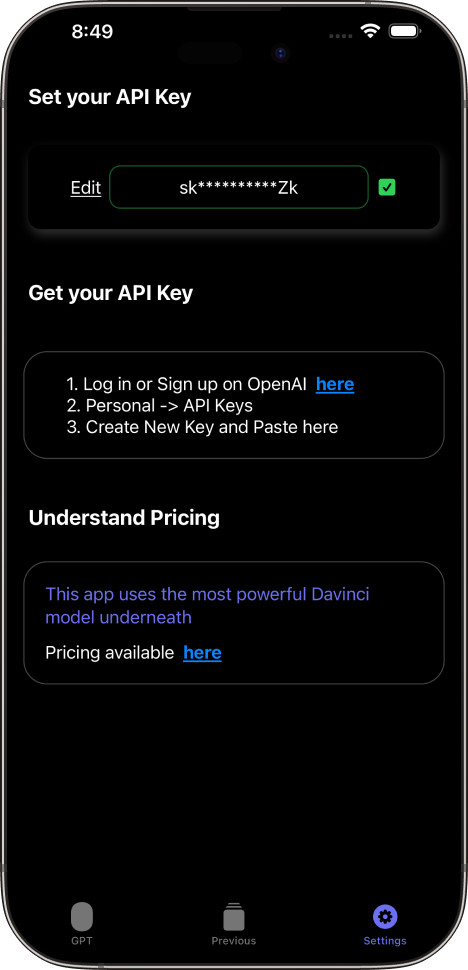 8:49
Set your API Key
Edit sk**********Zk
Get your API Key
1. Log in or Sign up on OpenAI here
2. Personal -> API Keys
3. Create New Key and Paste here
Understand Pricing
This app uses the most powerful Davinci
model underneath
Pricing available here
GPT Previous Settings